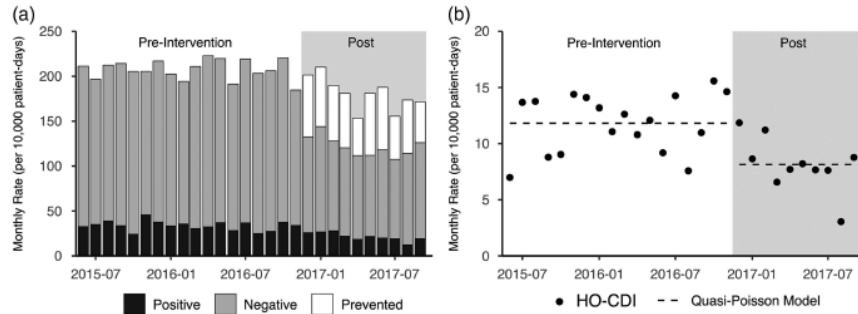 (a)
Pre-Intervention Post
Monthly Rate (per 10,000 patient-days)
250
200
150
100
50
0
2015-07 2016-01 2016-07 2017-01 2017-07
Positive Negative Prevented
(b)
Pre-Intervention Post
Monthly Rate (per 10,000 patient-days)
20
15
10
5
0
2015-07 2016-01 2016-07 2017-01 2017-07
HO-CDI Quasi-Poisson Model